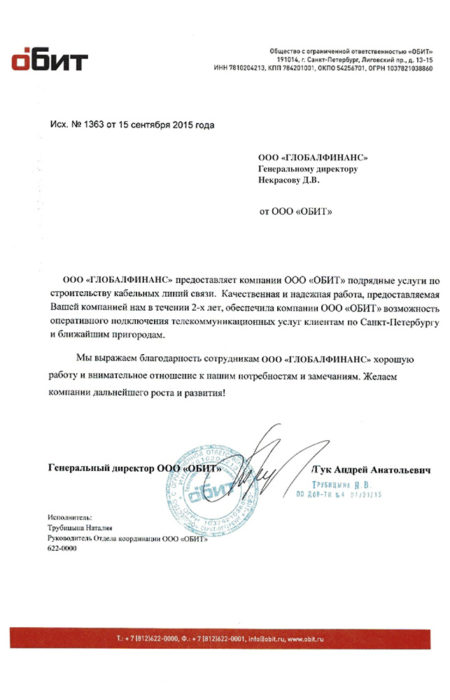 обит
Общество с ограниченной ответственностью «ОБИТ»
191014, г. Санкт-Петербург, Лиговский пр., д. 13-15
ИНН 7810204213, КПП 784201001, ОКПО 54256701, ОГРН 1037821038860
Исх. № 1363 от 15 сентября 2015 года
ООО «ГЛОБАЛФИНАНС»
Генеральному директору
Некрасову Д.В.
от ООО «ОБИТ»
ООО «ГЛОБАЛФИНАНС» предоставляет компании ООО «ОБИТ» подрядные услуги по
строительству кабельных линий связи. Качественная и надежная работа, предоставляемая
Вашей компанией нам в течении 2-х лет, обеспечила компании ООО «ОБИТ» возможность
оперативного подключения телекоммуникационных услуг клиентам по Санкт-Петербургу
и ближайшим пригородам.
Мы выражаем благодарность сотрудникам ООО «ГЛОБАЛФИНАНС» хорошую
работу и внимательное отношение к нашим потребностям и замечаниям. Желаем
компании дальнейшего роста и развития!
Генеральный директор ООО «ОБИТ»
/Гук Андрей Анатольевич
обит
Трубицына Н.В.
Исполнитель:
Трубицына Наталия
Руководитель Отдела координации ООО «ОБИТ»
622-0000
Т.: +7(812)622-0000, Ф.: +7(812)622-0001, info@obit.ru, www.obit.ru